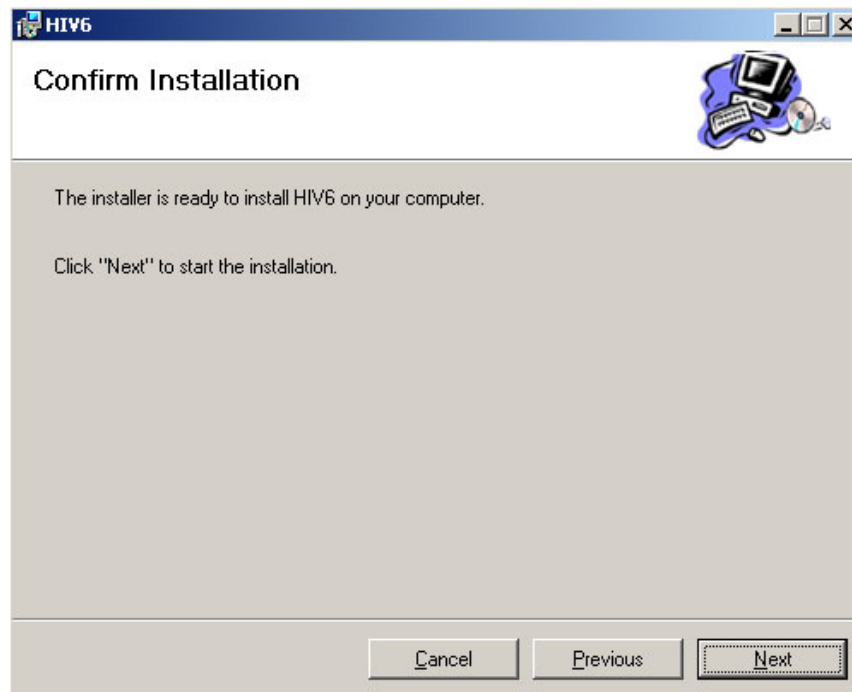 HIV6
Confirm Installation
The installer is ready to install HIV6 on your computer.
Click "Next" to start the installation.
Cancel
Previous
Next